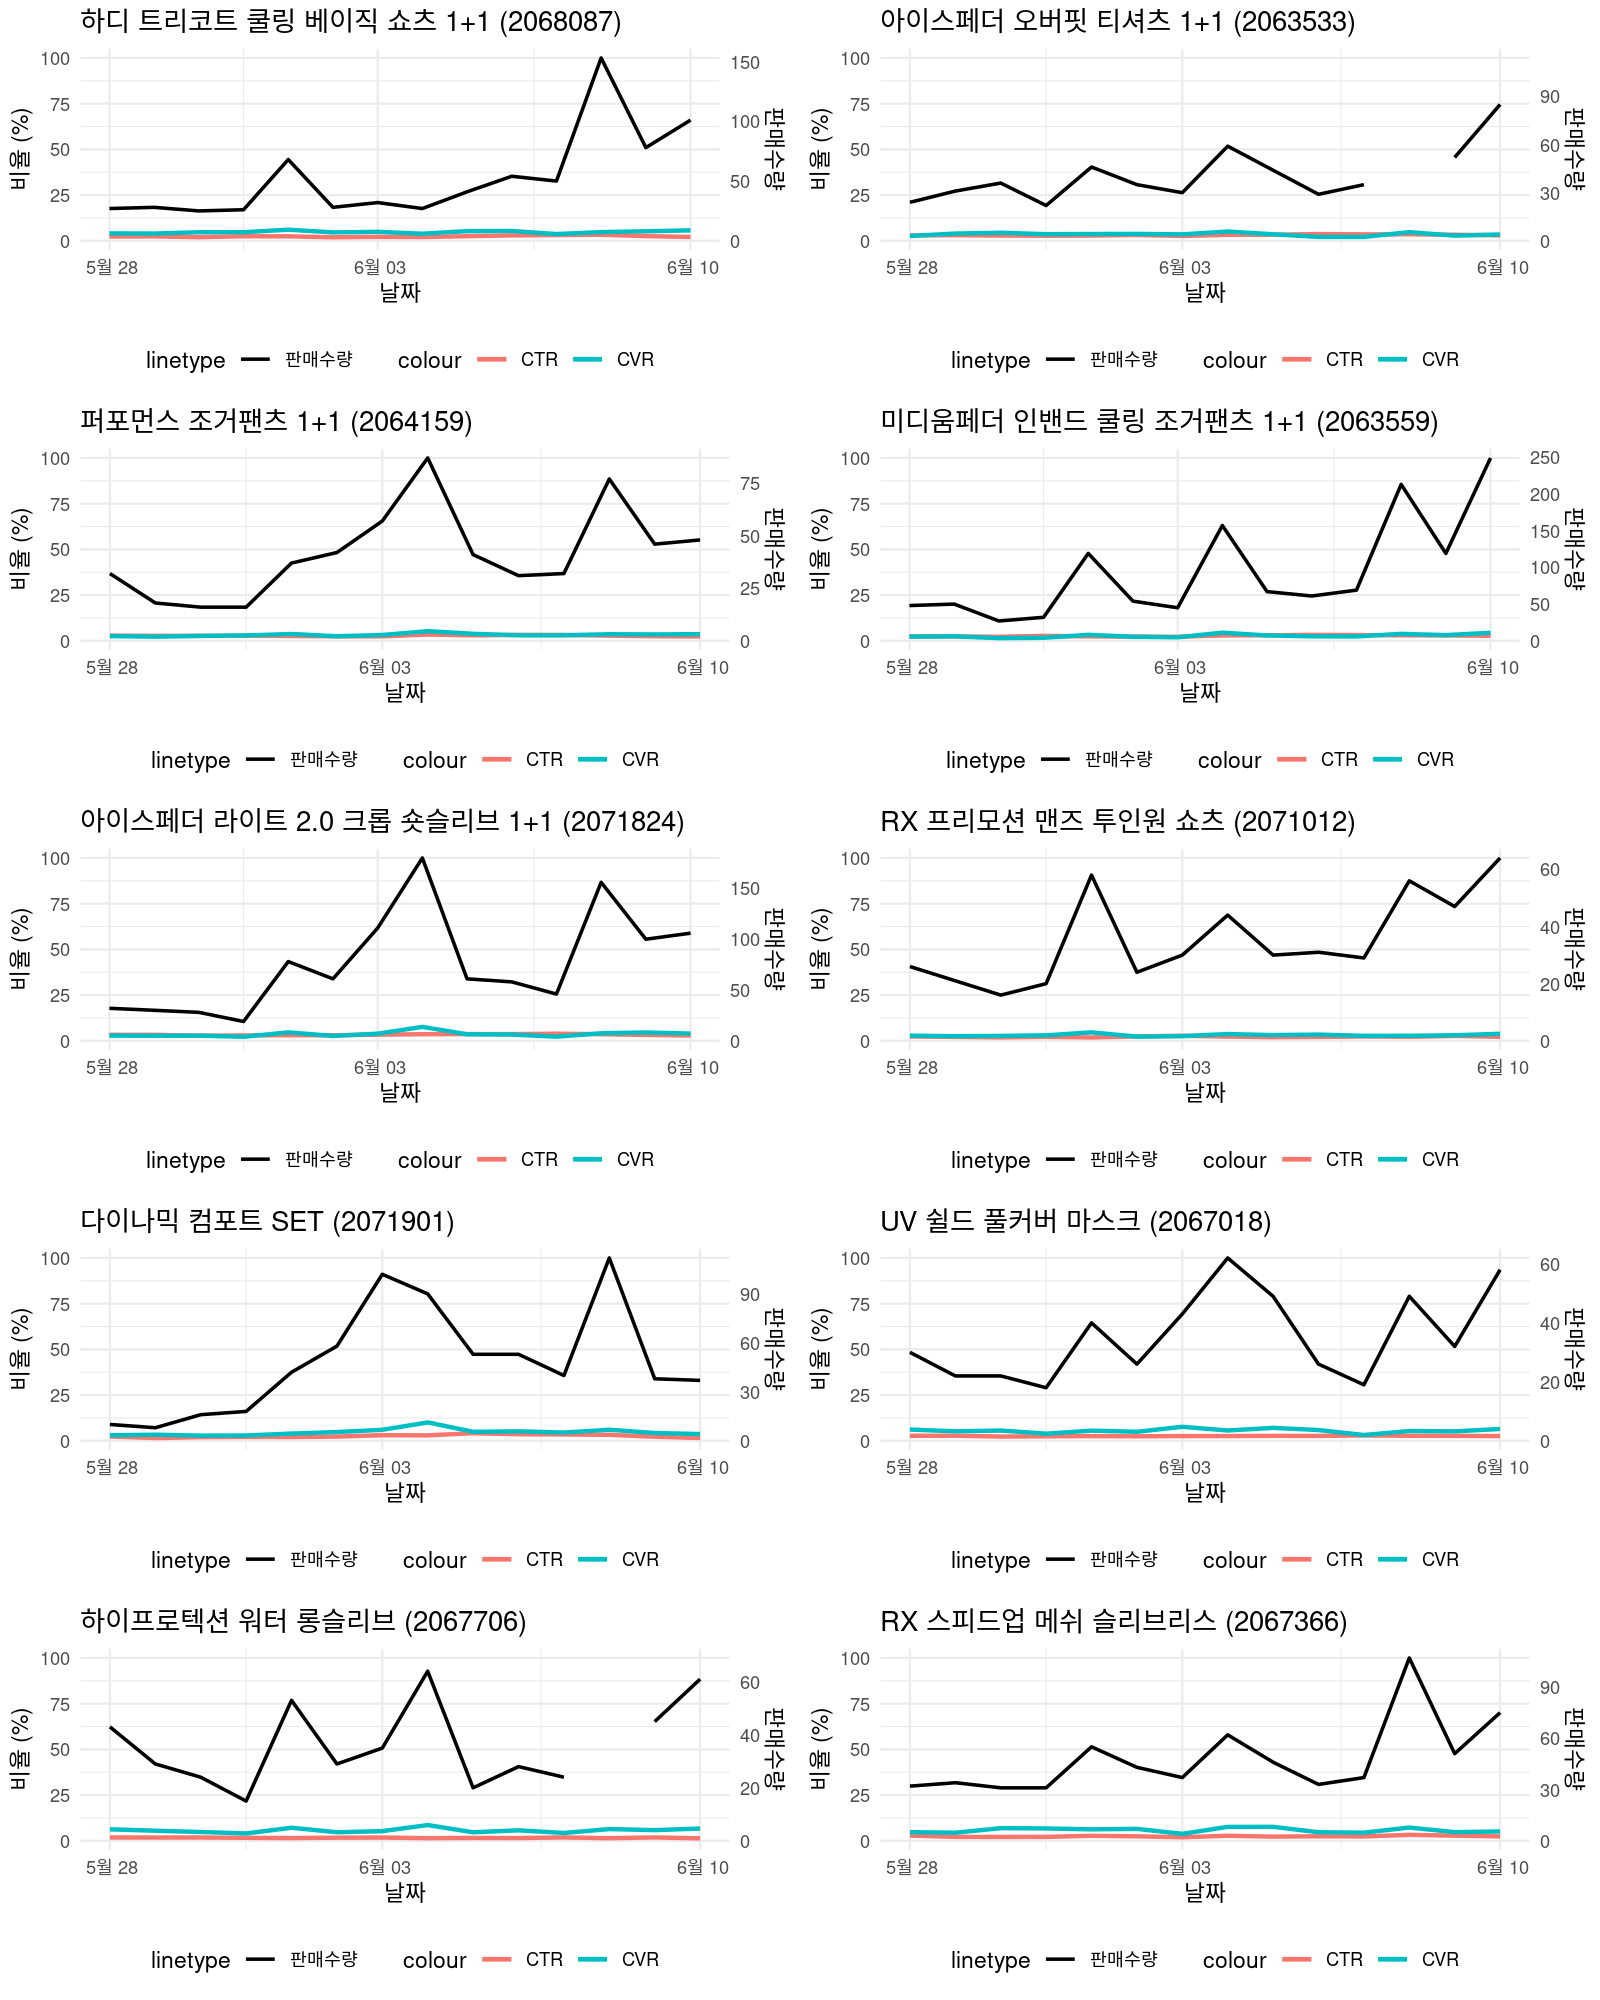 하디 트리코트 쿨링 베이직 쇼츠 1+1 (2068087)
100
75
50
25
0
비율 (%)
150
100
50
0
판매수량
5월 28
6월 03
6월 10
날짜
linetype 판매수량 colour CTR CVR
아이스페더 오버핏 티셔츠 1+1 (2063533)
100
75
50
25
0
비율 (%)
90
60
30
0
판매수량
5월 28
6월 03
6월 10
날짜
linetype 판매수량 colour CTR CVR
퍼포먼스 조거팬츠 1+1 (2064159)
100
75
50
25
0
비율 (%)
75
50
25
0
판매수량
5월 28
6월 03
6월 10
날짜
linetype 판매수량 colour CTR CVR
미디움페더 인밴드 쿨링 조거팬츠 1+1 (2063559)
100
75
50
25
0
비율 (%)
250
200
150
100
50
0
판매수량
5월 28
6월 03
6월 10
날짜
linetype 판매수량 colour CTR CVR
아이스페더 라이트 2.0 크롭 숏슬리브 1+1 (2071824)
100
75
50
25
0
비율 (%)
150
100
50
0
판매수량
5월 28
6월 03
6월 10
날짜
linetype 판매수량 colour CTR CVR
RX 프리모션 맨즈 투인원 쇼츠 (2071012)
100
75
50
25
0
비율 (%)
60
40
20
0
판매수량
5월 28
6월 03
6월 10
날짜
linetype 판매수량 colour CTR CVR
다이나믹 컴포트 SET (2071901)
100
75
50
25
0
비율 (%)
90
60
30
0
판매수량
5월 28
6월 03
6월 10
날짜
linetype 판매수량 colour CTR CVR
UV 쉴드 풀커버 마스크 (2067018)
100
75
50
25
0
비율 (%)
60
40
20
0
판매수량
5월 28
6월 03
6월 10
날짜
linetype 판매수량 colour CTR CVR
하이프로텍션 워터 롱슬리브 (2067706)
100
75
50
25
0
비율 (%)
60
40
20
0
판매수량
5월 28
6월 03
6월 10
날짜
linetype 판매수량 colour CTR CVR
RX 스피드업 메쉬 슬리브리스 (2067366)
100
75
50
25
0
비율 (%)
90
60
30
0
판매수량
5월 28
6월 03
6월 10
날짜
linetype 판매수량 colour CTR CVR